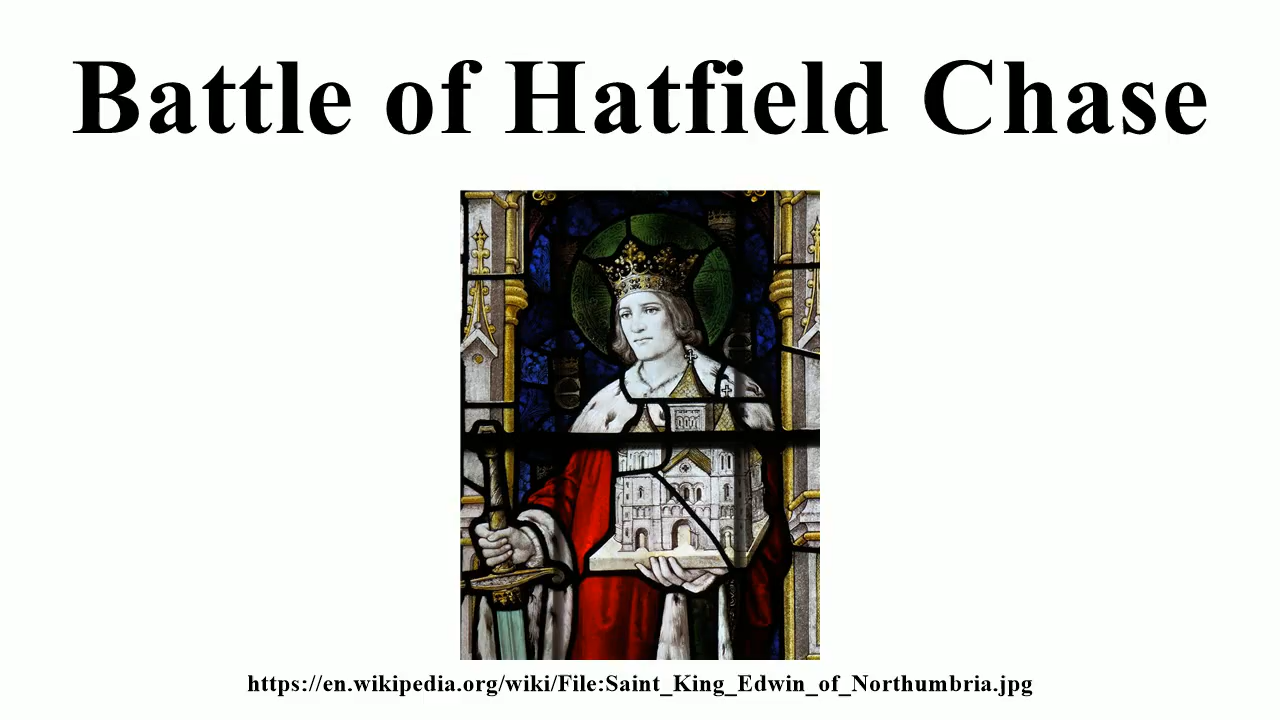 Battle of Hatfield Chase
https://en.wikipedia.org/wiki/File:Saint_King_Edwin_of_Northumbria.jpg